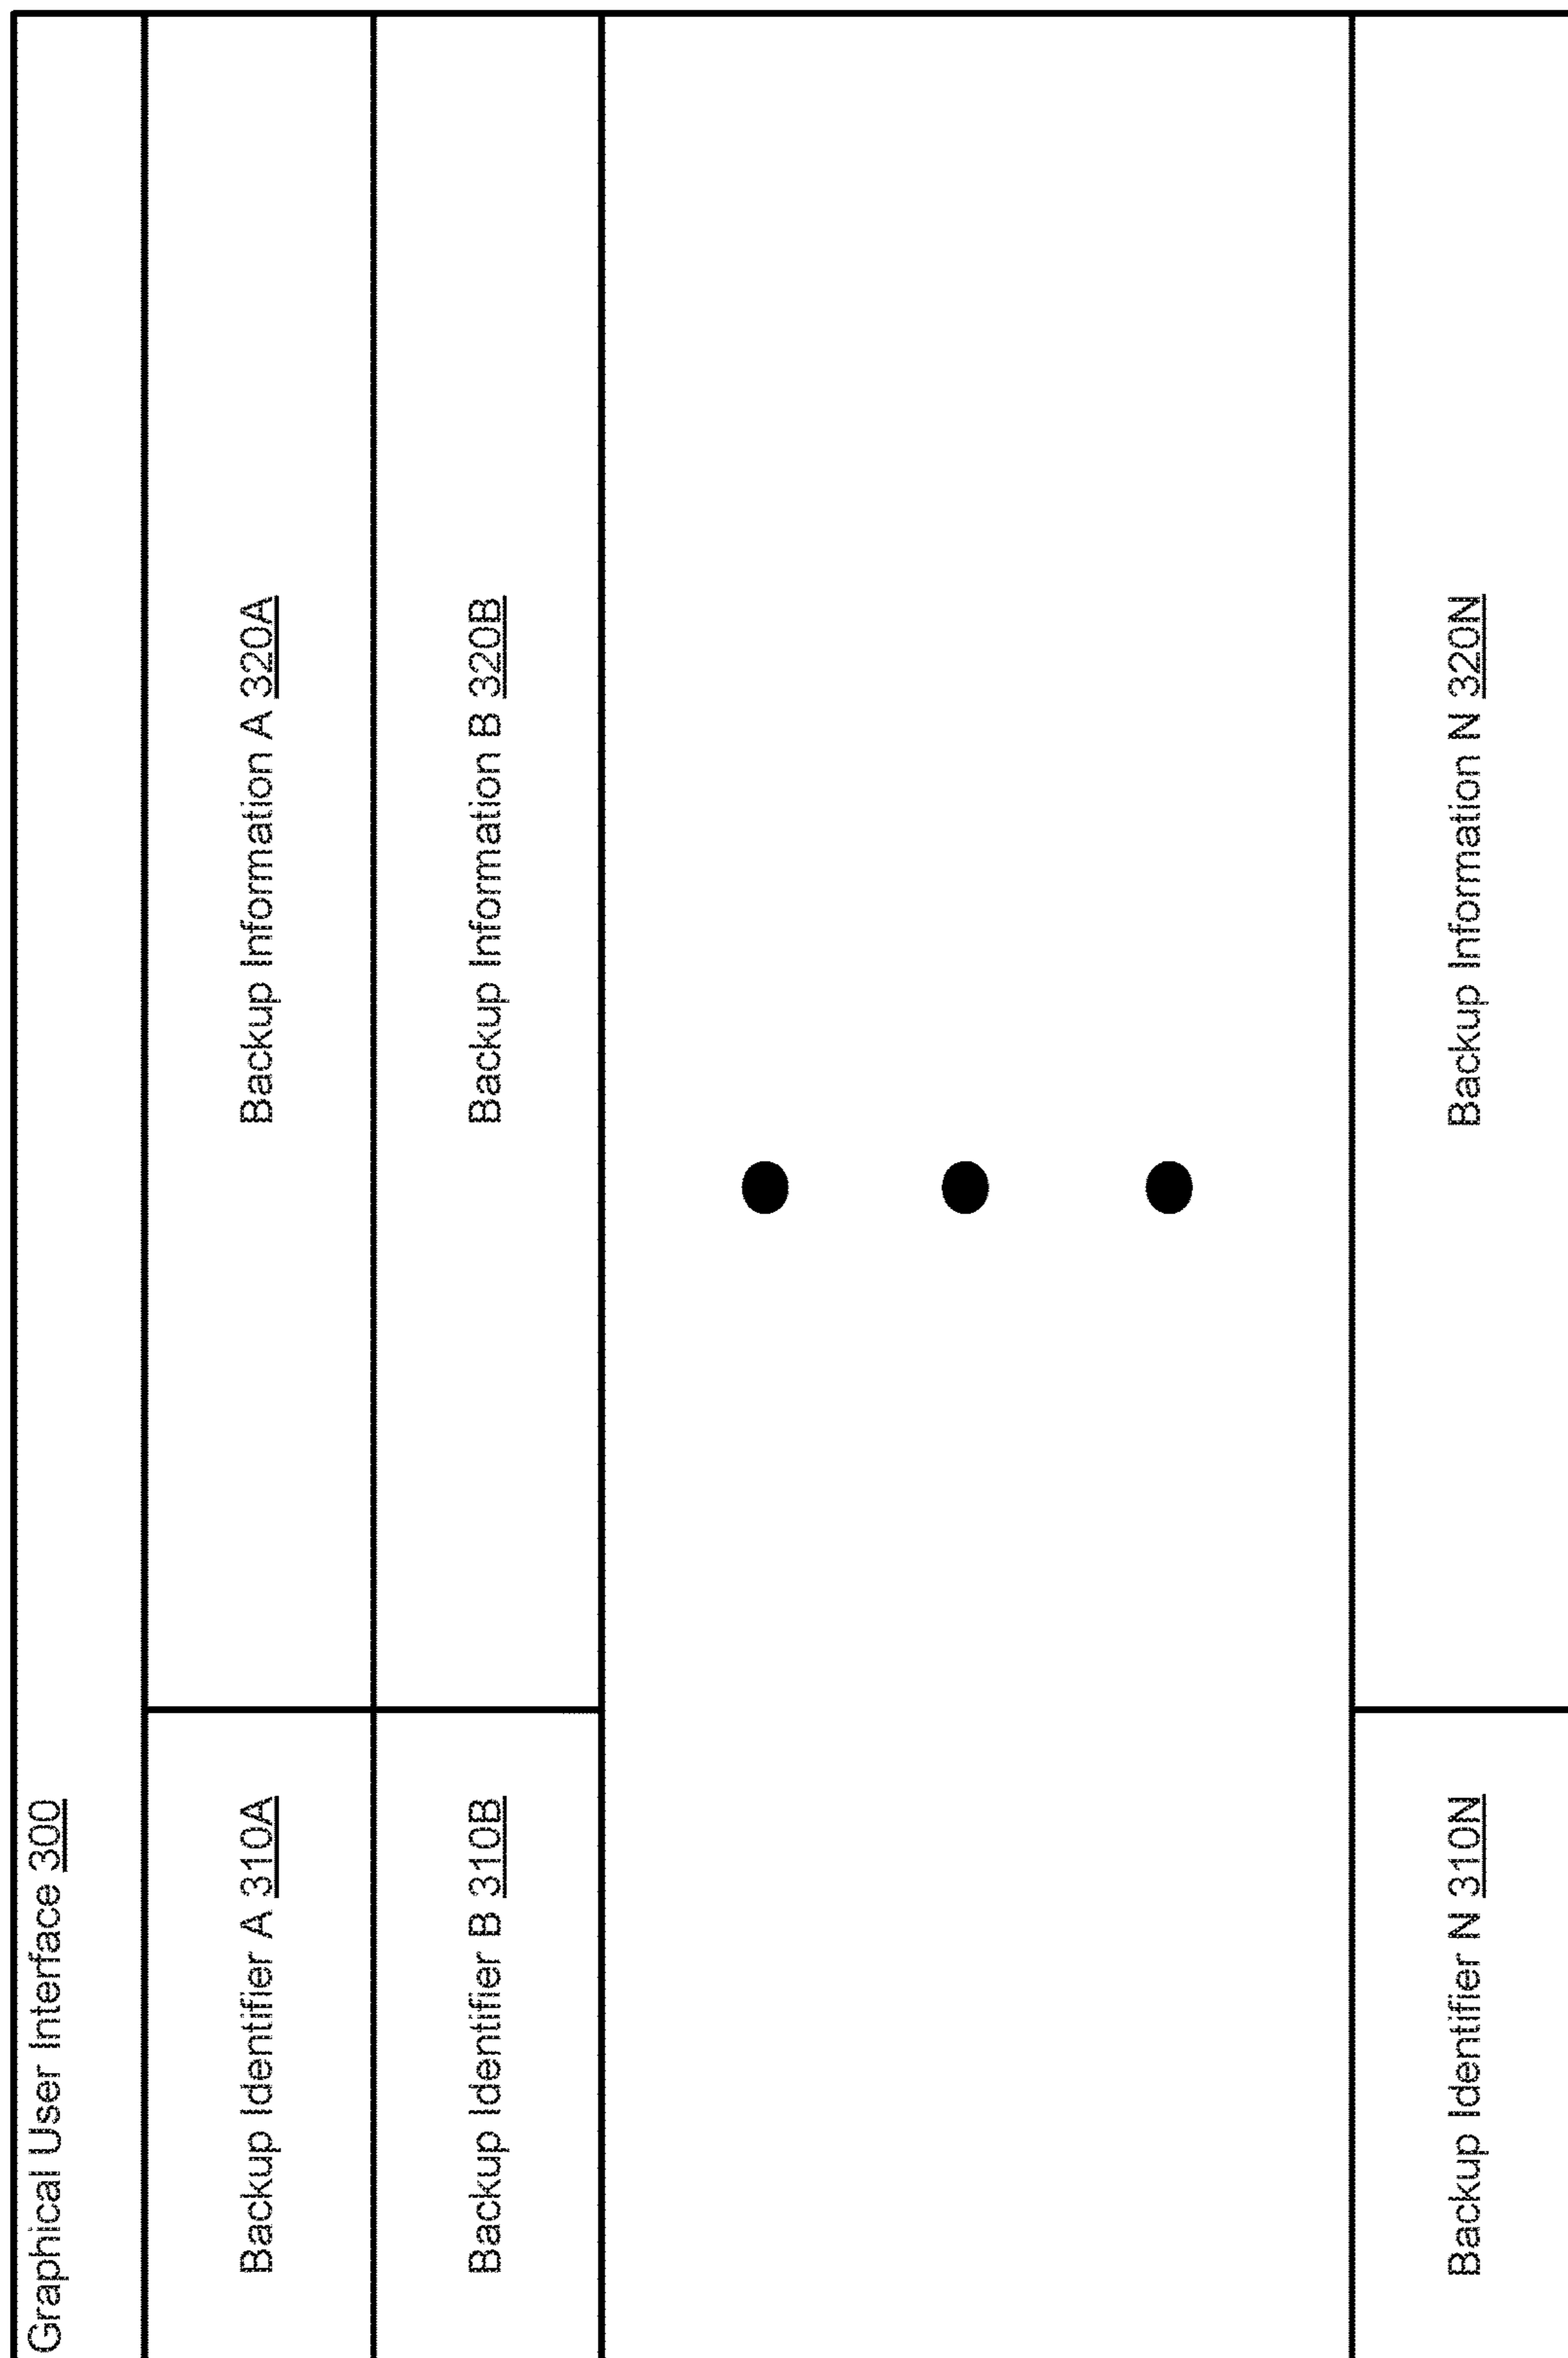 Graphical User Interface 300
Backup Identifier A 310A
Backup Information A 320A
Backup Identifier B 310B
Backup Information B 320B
Backup Identifier N 310N
Backup Information N 320N